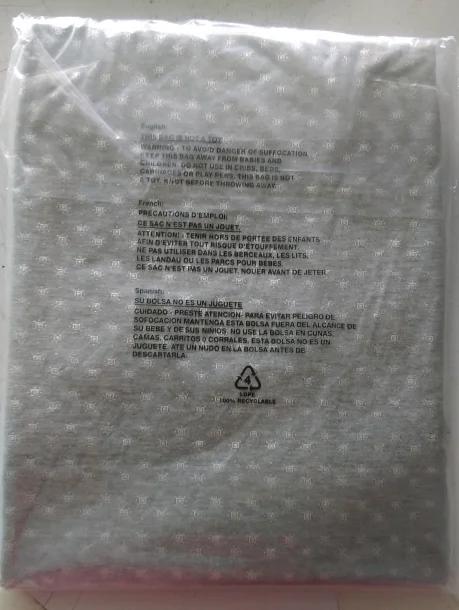 English:
THIS BAG IS NOT A TOY
WARNING - TO AVOID DANGER OF SUFFOCATION,
KEEP THIS BAG AWAY FROM BABIES AND
CHILDREN. DO NOT USE IN CRIBS, BEDS,
CARRIAGES OR PLAY PENS. THIS BAG IS NOT
A TOY. KNOT BEFORE THROWING AWAY.
French:
PRECAUTIONS D'EMPLOI:
CE SAC N'EST PAS UN JOUET.
ATTENTION! - TENIR HORS DE PORTEE DES ENFANTS
AFIN D'EVITER TOUT RISQUE D'ETOUFFEMENT.
NE PAS UTILISER DANS LES BERCEAUX, LES LITS,
LES LANDAU OU LES PARCS POUR BEBES.
CE SAC N'EST PAS UN JOUET, NOUER AVANT DE JETER.
Spanish:
SU BOLSA NO ES UN JUGUETE
CUIDADO - PRESTE ATENCION- PARA EVITAR PELIGRO DE
SOFOCACION MANTENGA ESTA BOLSA FUERA DEL ALCANCE DE
SU BEBE Y DE SUS NINIOS. NO USE LA BOLSA EN CUNAS,
CAMAS, CARRITOS O CORRALES. ESTA BOLSA NO ES UN
JUGUETE. ATE UN NUDO EN LA BOLSA ANTES DE
DESCARTARLA.
4
LDPE
100% RECYCLABLE